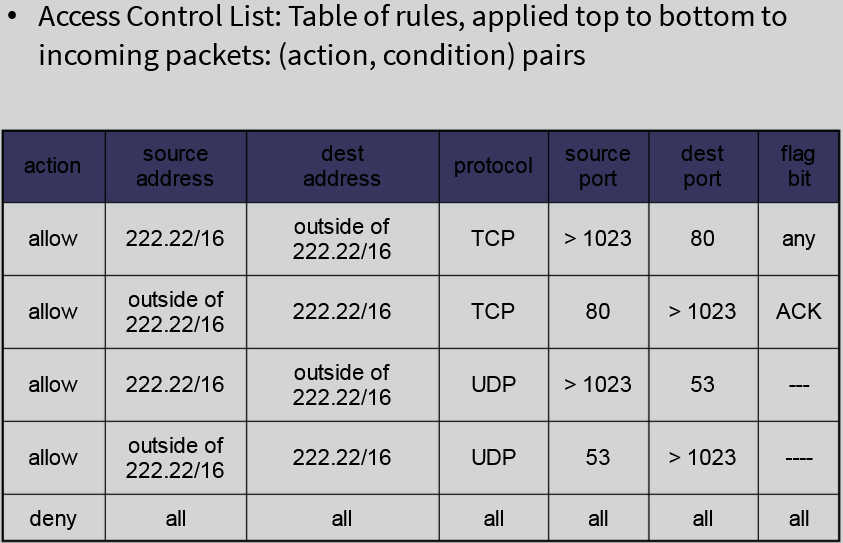 • Access Control List: Table of rules, applied top to bottom to
incoming packets: (action, condition) pairs
action source address dest address protocol source port dest port flag bit
allow 222.22/16 outside of 222.22/16 TCP > 1023 80 any
allow outside of 222.22/16 222.22/16 TCP 80 > 1023 ACK
allow 222.22/16 outside of 222.22/16 UDP > 1023 53 ---
allow outside of 222.22/16 222.22/16 UDP 53 > 1023 ----
deny all all all all all all